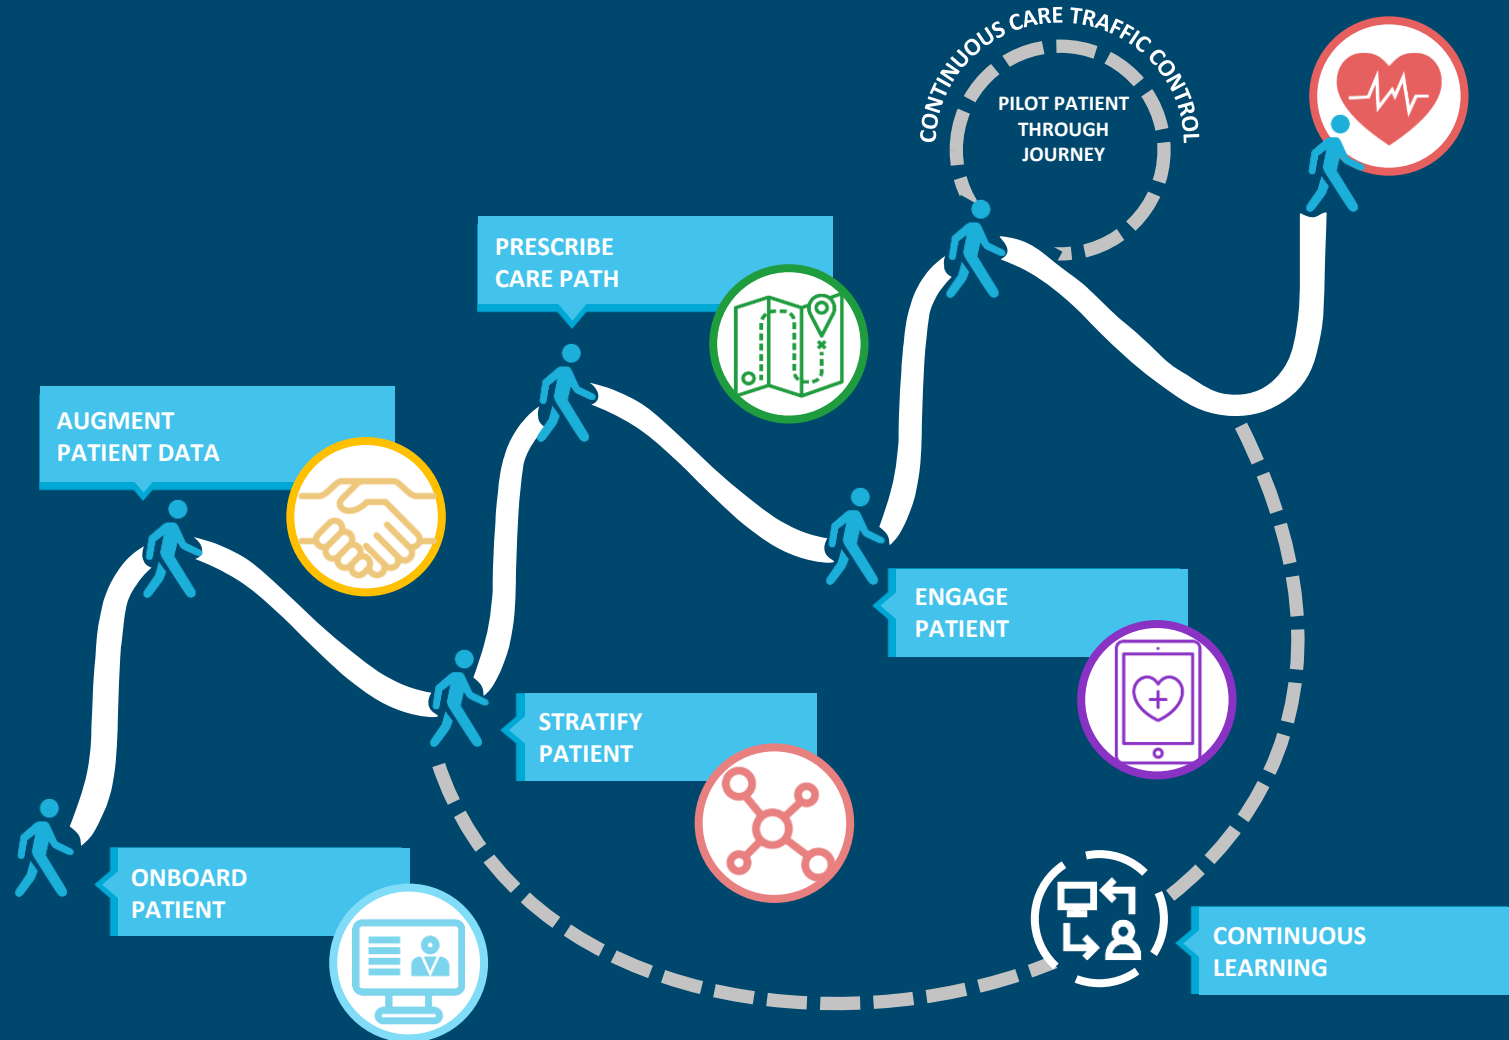 CONTINUOUS CARE TRAFFIC CONTROL
PILOT PATIENT
THROUGH
JOURNEY
PRESCRIBE
CARE PATH
AUGMENT
PATIENT DATA
ENGAGE
PATIENT
STRATIFY
PATIENT
ONBOARD
PATIENT
CONTINUOUS
LEARNING